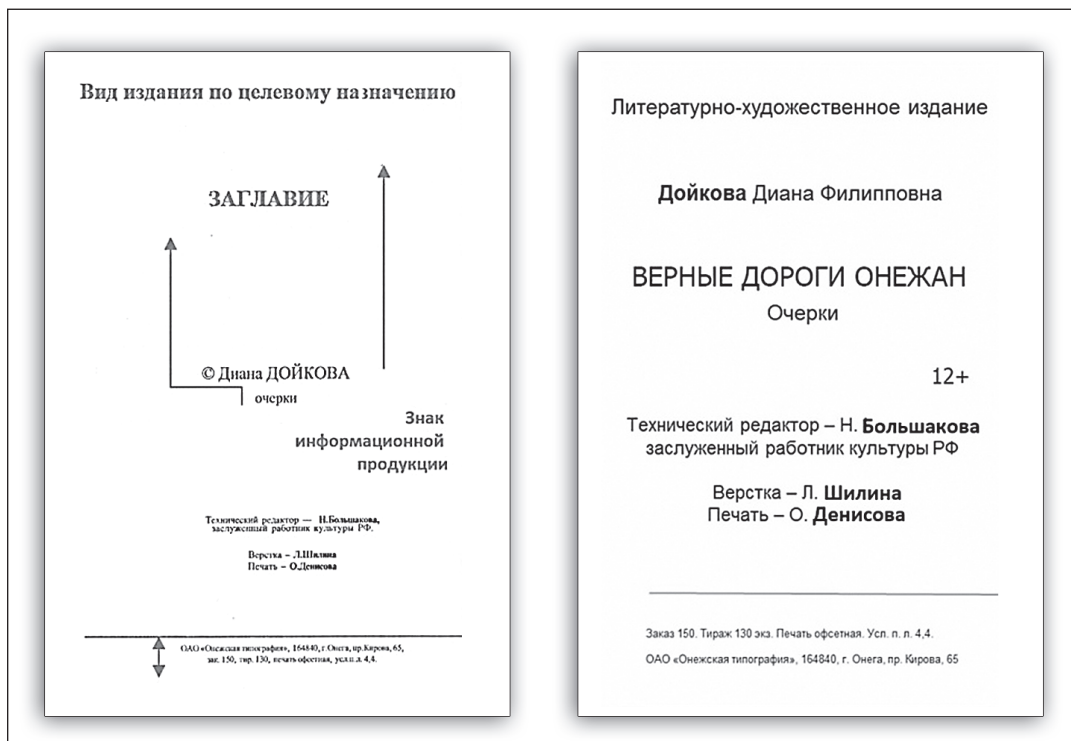 Вид издания по целевому назначению
ЗАГЛАВИЕ
© Диана ДОЙКОВА
очерки
Знак
информационной
продукции
Технический редактор — Н.Большакова,
заслуженный работник культуры РФ.
Верстка – Л.Шилина
Печать – О.Денисова
ОАО «Онежская типография», 164840, г. Онега, пр.Кирова, 65,
зак. 150, тир. 130, печать офсетная, усл.п.л. 4,4.
Литературно-художественное издание
Дойкова Диана Филипповна
ВЕРНЫЕ ДОРОГИ ОНЕЖАН
Очерки
12+
Технический редактор – Н. Большакова
заслуженный работник культуры РФ
Верстка – Л. Шилина
Печать – О. Денисова
Заказ 150. Тираж 130 экз. Печать офсетная. Усл. п. л. 4,4.
ОАО «Онежская типография», 164840, г. Онега, пр. Кирова, 65